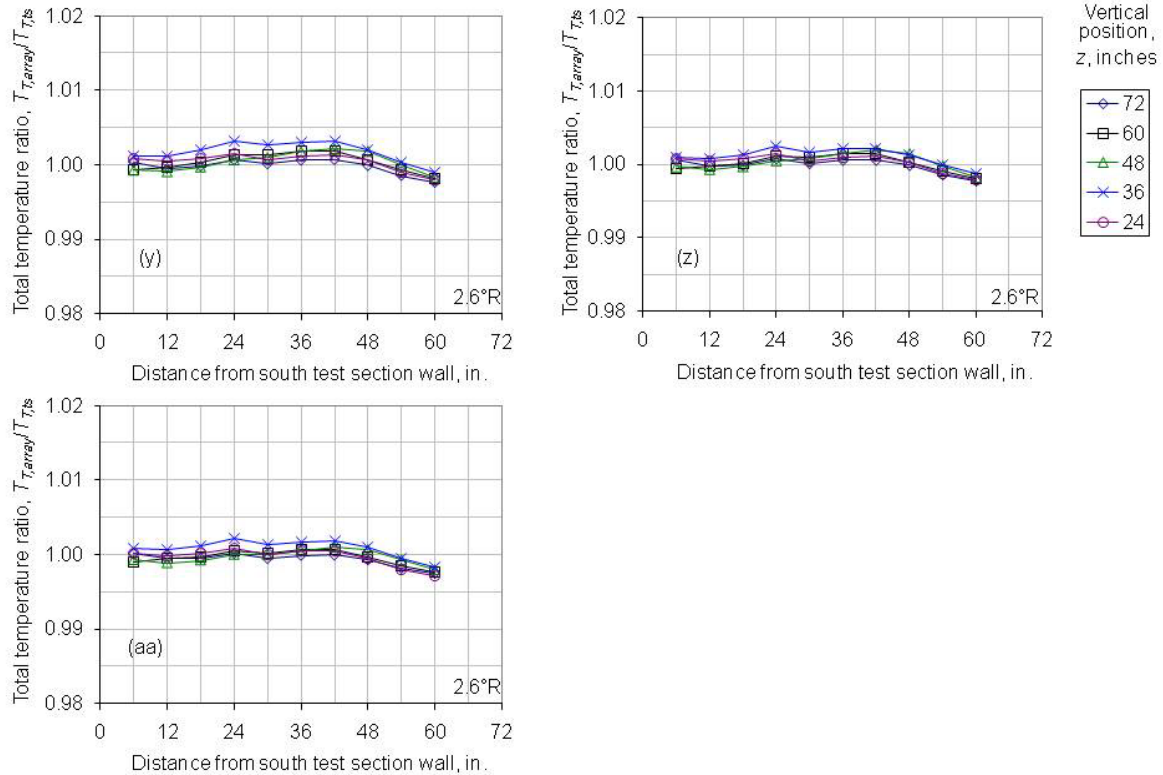 Total temperature ratio, T_T,array/T_T,ts
1.02
1.01
1.00
0.99
0.98
(y)
2.6°R
0 12 24 36 48 60 72
Distance from south test section wall, in.
Total temperature ratio, T_T,array/T_T,ts
1.02
1.01
1.00
0.99
0.98
(z)
2.6°R
0 12 24 36 48 60 72
Distance from south test section wall, in.
Vertical
position,
z, inches
72
60
48
36
24
Total temperature ratio, T_T,array/T_T,ts
1.02
1.01
1.00
0.99
0.98
(aa)
2.6°R
0 12 24 36 48 60 72
Distance from south test section wall, in.